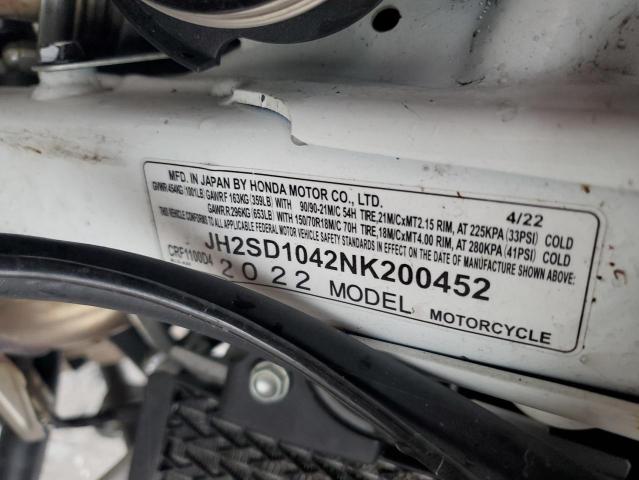 MFD. IN JAPAN BY HONDA MOTOR CO., LTD. 4/22
GVWR 454KG (1001LB) GAWRF 163KG (359LB) WITH 90/90-21M/C 54H TIRE,21M/CxMT2.15 RIM, AT 225KPA (33PSI) COLD
GAWR.R.296KG (653LB) WITH 150/70R18M/C 70H TIRE,18M/CxMT4.00 RIM, AT 280KPA (41PSI) COLD
THIS VEHICLE CONFORMS TO ALL APPLICABLE FEDERAL MOTOR VEHICLE SAFETY STANDARDS IN EFFECT ON THE DATE OF MANUFACTURE SHOWN ABOVE:
JH2SD1042NK200452
CRF1100D4
2022 MODEL MOTORCYCLE